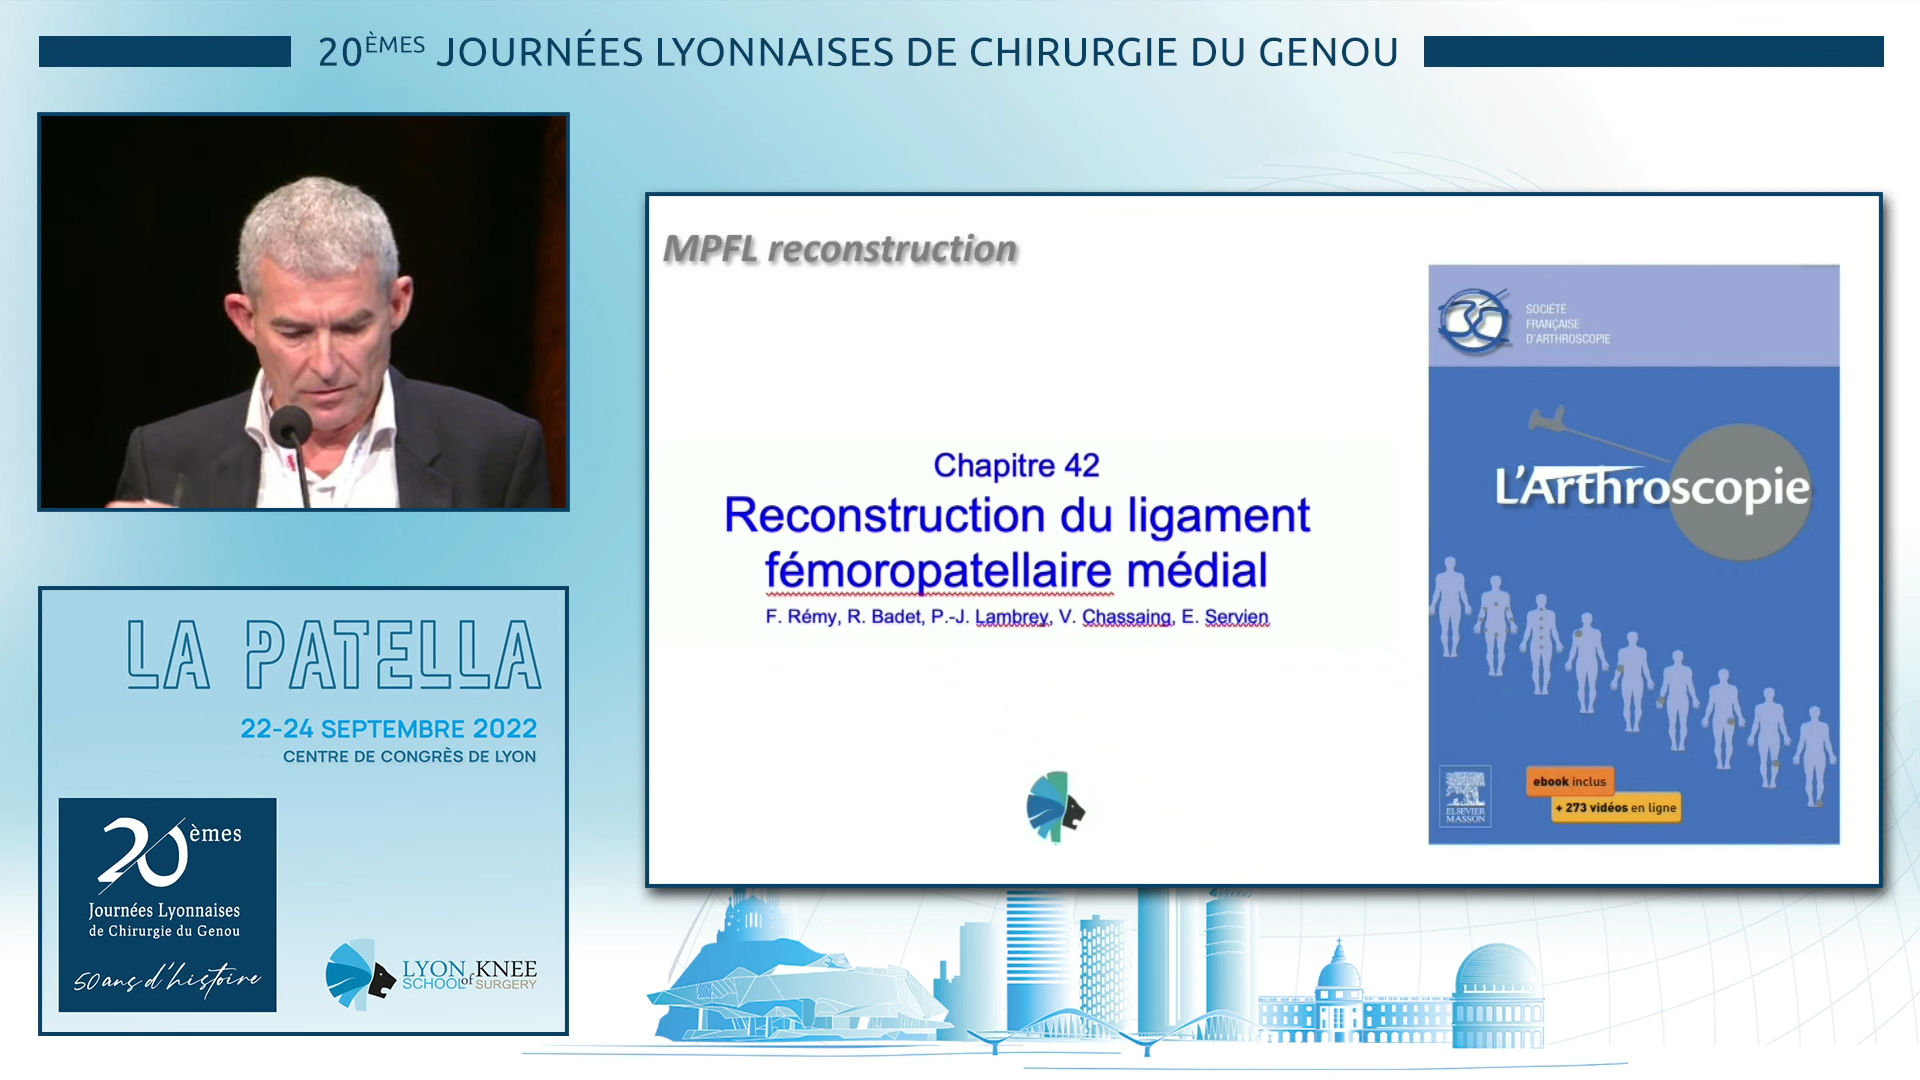 20ÈMES JOURNÉES LYONNAISES DE CHIRURGIE DU GENOU
MPFL reconstruction
Chapitre 42
Reconstruction du ligament
fémoropatellaire médial
F. Rémy, R. Badet, P.-J. Lambrey, V. Chassaing, E. Servien
SOCIÉTÉ
FRANÇAISE
D'ARTHROSCOPIE
L'Arthroscopie
ebook inclus
+ 273 vidéos en ligne
ELSEVIER
MASSON
LA PATELLA
22-24 SEPTEMBRE 2022
CENTRE DE CONGRÈS DE LYON
20èmes
Journées Lyonnaises
de Chirurgie du Genou
50 ans d'histoire
LYON KNEE
SCHOOL of SURGERY